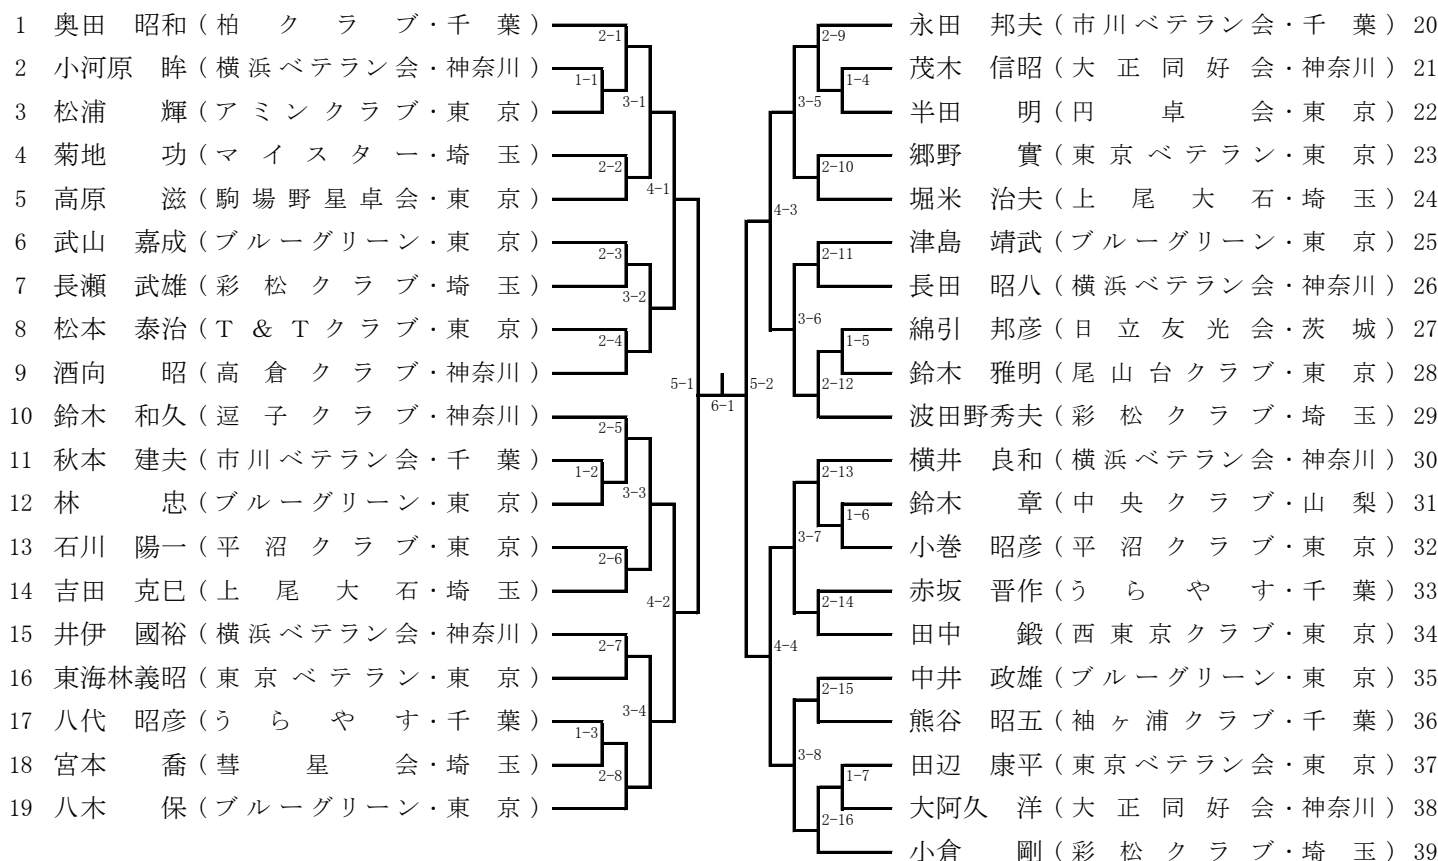 1 奥田 昭和 ( 柏 ク ラ ブ ・ 千 葉 )
2 小河原 眸 ( 横浜ベテラン会 ・ 神奈川 )
3 松浦 輝 ( ア ミ ン ク ラ ブ ・ 東 京 )
4 菊地 功 ( マ イ ス タ ー ・ 埼 玉 )
5 高原 滋 ( 駒 場 野 星 卓 会 ・ 東 京 )
6 武山 嘉成 ( ブルーグリーン ・ 東 京 )
7 長瀬 武雄 ( 彩 松 ク ラ ブ ・ 埼 玉 )
8 松本 泰治 ( T & T ク ラ ブ ・ 東 京 )
9 酒向 昭 ( 高 倉 ク ラ ブ ・ 神奈川 )
10 鈴木 和久 ( 逗 子 ク ラ ブ ・ 神奈川 )
11 秋本 建夫 ( 市川ベテラン会 ・ 千 葉 )
12 林 忠 ( ブルーグリーン ・ 東 京 )
13 石川 陽一 ( 平 沼 ク ラ ブ ・ 東 京 )
14 吉田 克巳 ( 上 尾 大 石 ・ 埼 玉 )
15 井伊 國裕 ( 横浜ベテラン会 ・ 神奈川 )
16 東海林義昭 ( 東 京 ベ テ ラ ン ・ 東 京 )
17 八代 昭彦 ( う ら や す ・ 千 葉 )
18 宮本 喬 ( 彗 星 会 ・ 埼 玉 )
19 八木 保 ( ブルーグリーン ・ 東 京 )
2-1
1-1
3-1
2-2
4-1
2-3
3-2
2-4
5-1
2-5
1-2
3-3
2-6
4-2
2-7
3-4
1-3
2-8
6-1
2-9
1-4
3-5
2-10
4-3
2-11
3-6
1-5
2-12
5-2
2-13
1-6
3-7
2-14
4-4
2-15
3-8
1-7
2-16
永田 邦夫 ( 市川ベテラン会 ・ 千 葉 ) 20
茂木 信昭 ( 大 正 同 好 会 ・ 神奈川 ) 21
半田 明 ( 円 卓 会 ・ 東 京 ) 22
郷野 實 ( 東 京 ベ テ ラ ン ・ 東 京 ) 23
堀米 治夫 ( 上 尾 大 石 ・ 埼 玉 ) 24
津島 靖武 ( ブルーグリーン ・ 東 京 ) 25
長田 昭八 ( 横浜ベテラン会 ・ 神奈川 ) 26
綿引 邦彦 ( 日 立 友 光 会 ・ 茨 城 ) 27
鈴木 雅明 ( 尾 山 台 ク ラ ブ ・ 東 京 ) 28
波田野秀夫 ( 彩 松 ク ラ ブ ・ 埼 玉 ) 29
横井 良和 ( 横浜ベテラン会 ・ 神奈川 ) 30
鈴木 章 ( 中 央 ク ラ ブ ・ 山 梨 ) 31
小巻 昭彦 ( 平 沼 ク ラ ブ ・ 東 京 ) 32
赤坂 晋作 ( う ら や す ・ 千 葉 ) 33
田中 鍛 ( 西 東 京 ク ラ ブ ・ 東 京 ) 34
中井 政雄 ( ブルーグリーン ・ 東 京 ) 35
熊谷 昭五 ( 袖 ヶ 浦 ク ラ ブ ・ 千 葉 ) 36
田辺 康平 ( 東京ベテラン会 ・ 東 京 ) 37
大阿久 洋 ( 大 正 同 好 会 ・ 神奈川 ) 38
小倉 剛 ( 彩 松 ク ラ ブ ・ 埼 玉 ) 39